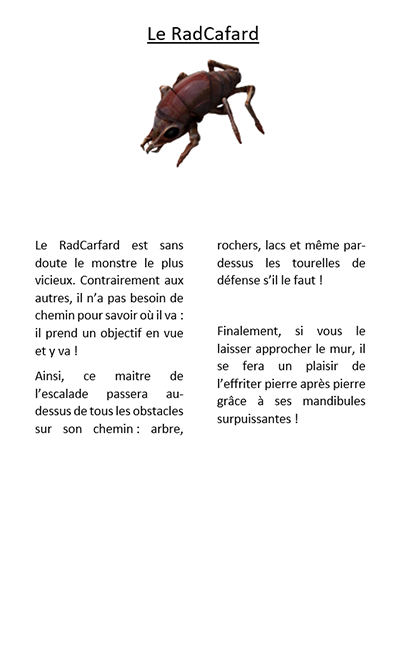 Le RadCafard
Le RadCarfard est sans
doute le monstre le plus
vicieux. Contrairement aux
autres, il n'a pas besoin de
chemin pour savoir où il va :
il prend un objectif en vue
et y va !
Ainsi, ce maitre de
l'escalade passera au-
dessus de tous les obstacles
sur son chemin : arbre,
rochers, lacs et même par-
dessus les tourelles de
défense s'il le faut !
Finalement, si vous le
laisser approcher le mur, il
se fera un plaisir de
l'effriter pierre après pierre
grâce à ses mandibules
surpuissantes !